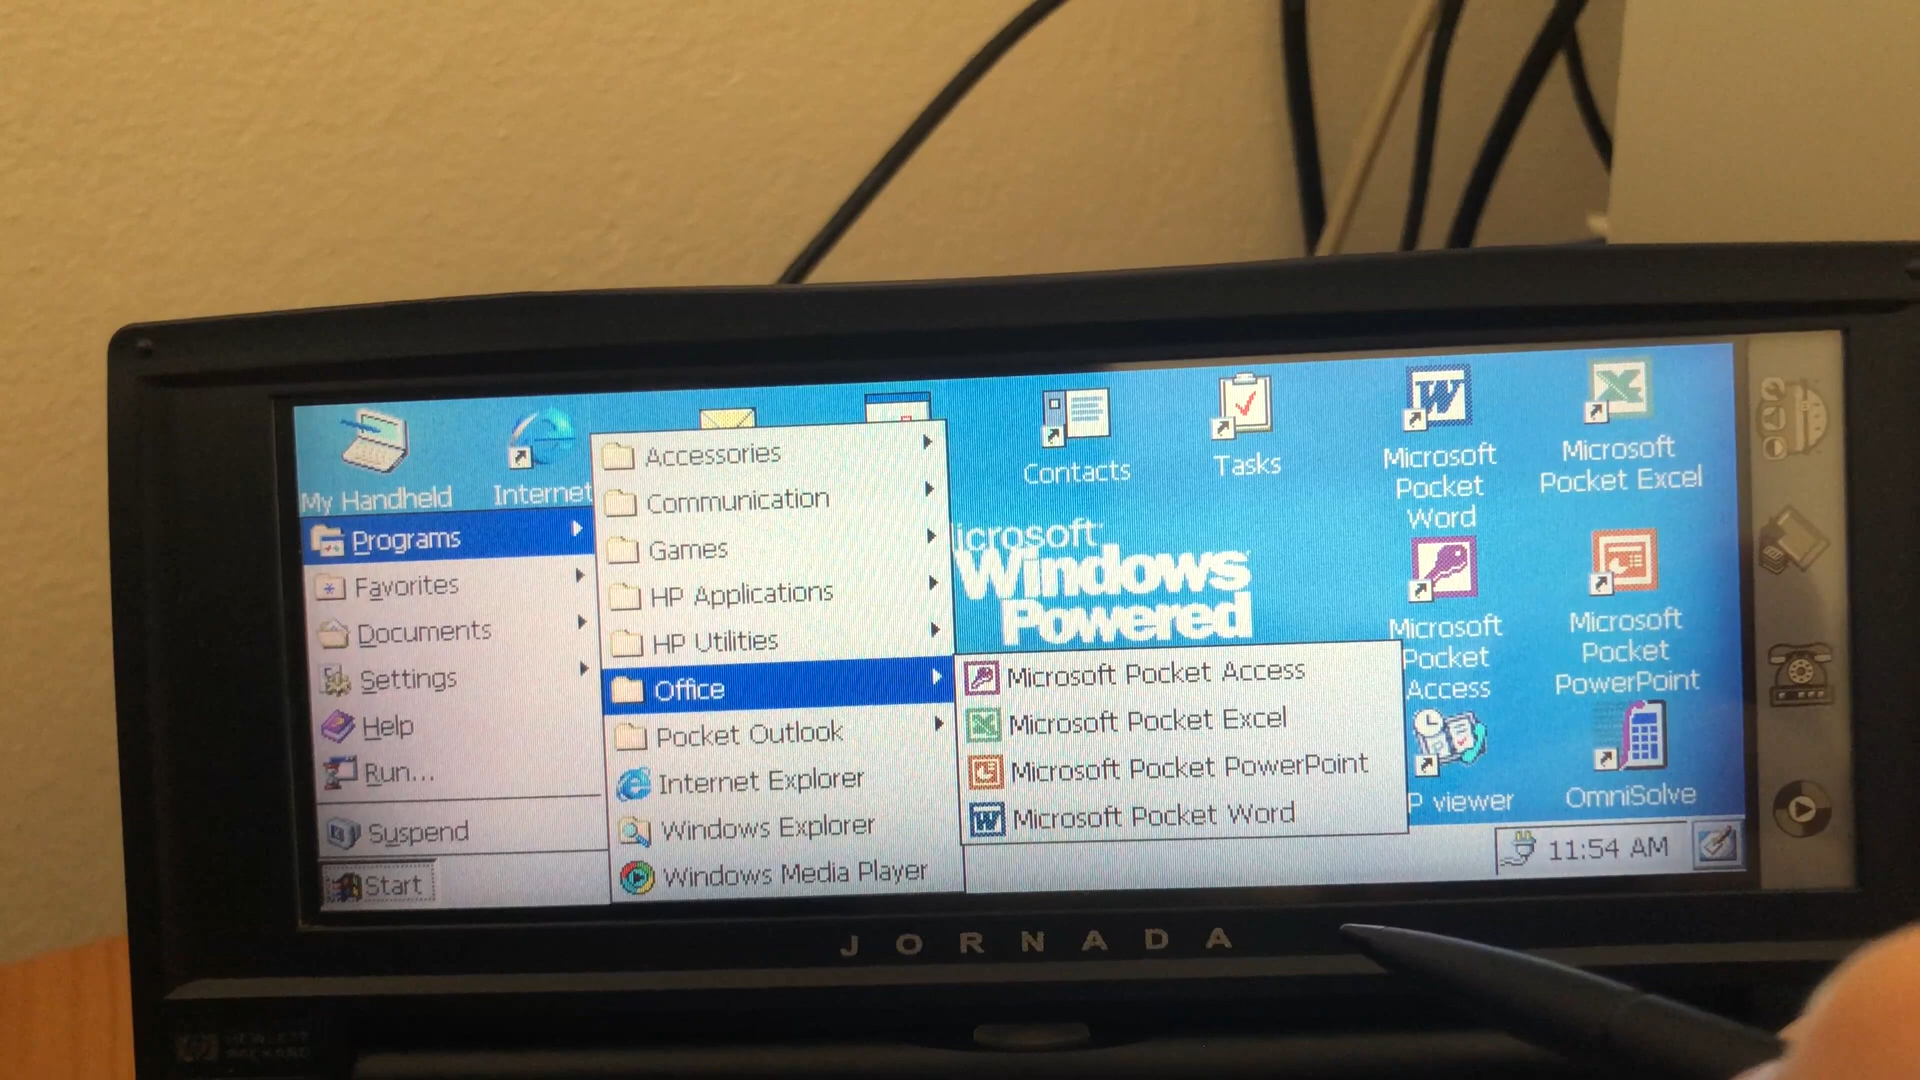 My Handheld
Internet
Contacts
Tasks
Microsoft
Pocket
Word
Microsoft
Pocket Excel
Microsoft
Pocket
Access
Microsoft
Pocket
PowerPoint
P viewer
OmniSolve
icrosoft
Windows
Powered
Programs
Favorites
Documents
Settings
Help
Run...
Suspend
Start
Accessories
Communication
Games
HP Applications
HP Utilities
Office
Pocket Outlook
Internet Explorer
Windows Explorer
Windows Media Player
Microsoft Pocket Access
Microsoft Pocket Excel
Microsoft Pocket PowerPoint
Microsoft Pocket Word
11:54 AM
JORNADA
hp HEWLETT
PACKARD